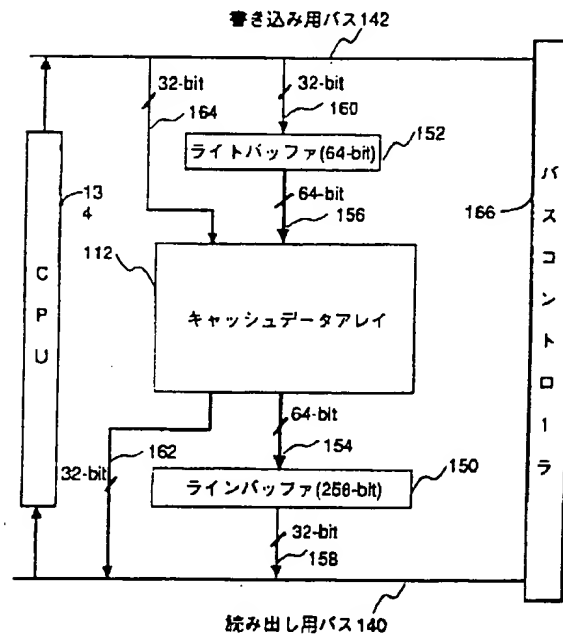 書き込み用バス142
32-bit
164
32-bit
160
ライトバッファ(64-bit)
152
64-bit
156
134
CPU
112
キャッシュデータアレイ
166
バスコントローラ
64-bit
154
162
32-bit
ラインバッファ(256-bit)
150
32-bit
158
読み出し用バス140